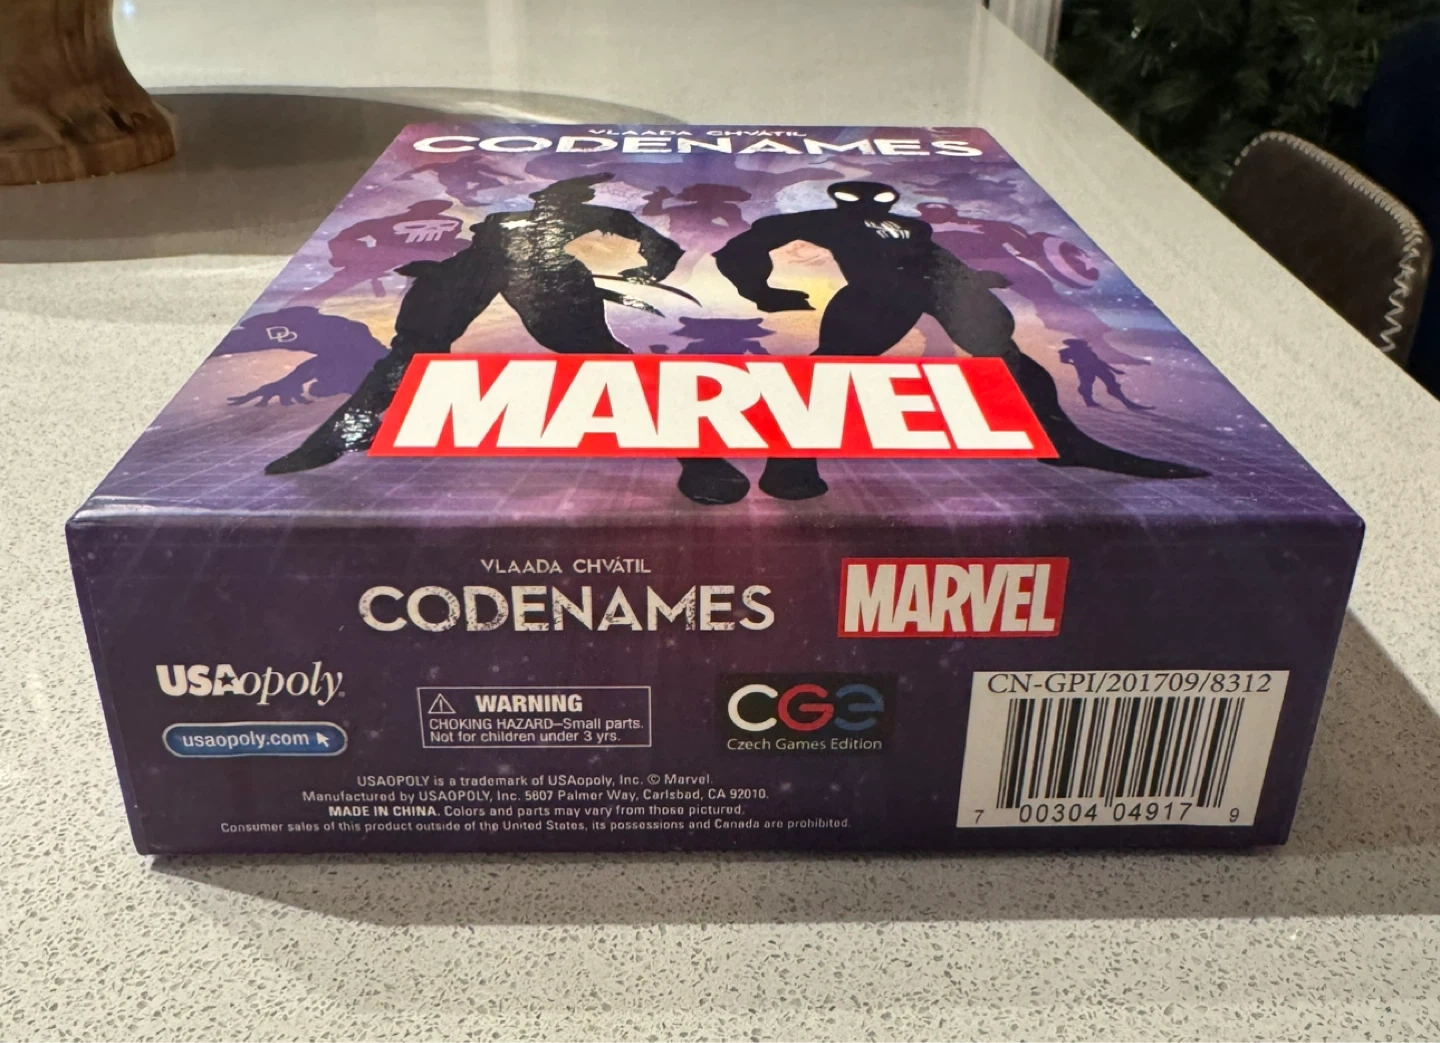 VLAADA CHVÁTIL
CODENAMES
DD
C
MARVEL
VLAADA CHVÁTIL
CODENAMES
MARVEL
USAopoly®
usaopoly.com
WARNING
CHOKING HAZARD–Small parts.
Not for children under 3 yrs.
CGE
Czech Games Edition
CN-GPI/201709/8312
7 00304 04917 9
USAOPOLY is a trademark of USAopoly, Inc. © Marvel.
Manufactured by USAOPOLY, Inc. 5607 Palmer Way, Carlsbad, CA 92010.
MADE IN CHINA. Colors and parts may vary from those pictured.
Consumer sales of this product outside of the United States, its possessions and Canada are prohibited.